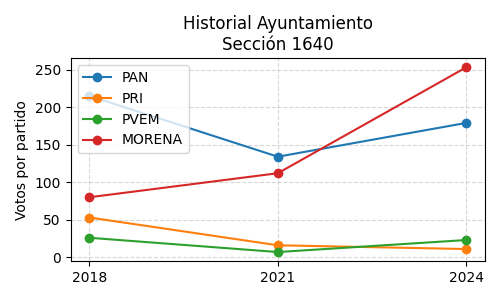 Historial Ayuntamiento
Sección 1640
Votos por partido
250
200
150
100
50
0
PAN
PRI
PVEM
MORENA
2018
2021
2024